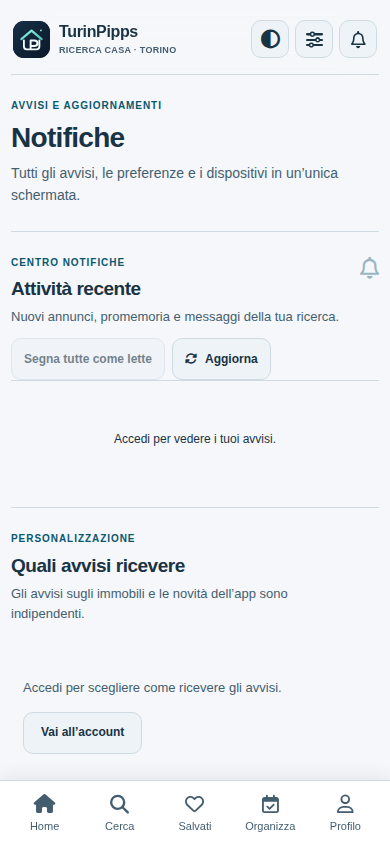 TurinPipps
RICERCA CASA · TORINO
AVVISI E AGGIORNAMENTI
Notifiche
Tutti gli avvisi, le preferenze e i dispositivi in un’unica
schermata.
CENTRO NOTIFICHE
Attività recente
Nuovi annunci, promemoria e messaggi della tua ricerca.
Segna tutte come lette
Aggiorna
Accedi per vedere i tuoi avvisi.
PERSONALIZZAZIONE
Quali avvisi ricevere
Gli avvisi sugli immobili e le novità dell’app sono
indipendenti.
Accedi per scegliere come ricevere gli avvisi.
Vai all’account
Home
Cerca
Salvati
Organizza
Profilo